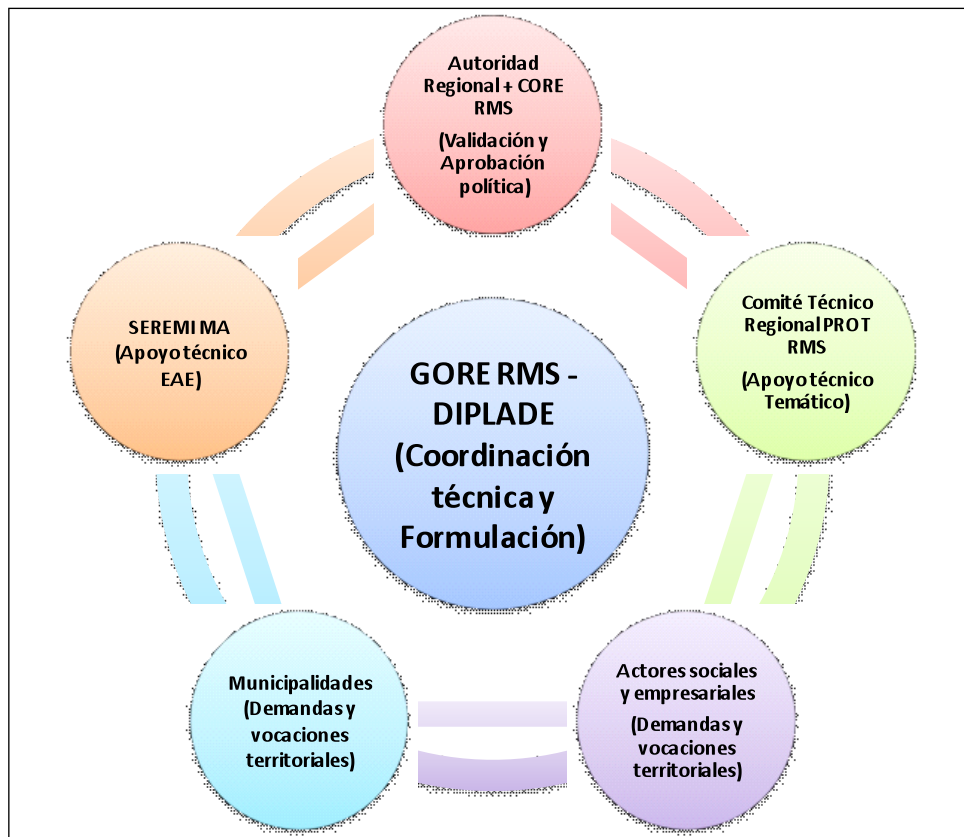 Autoridad
Regional + CORE
RMS
(Validación y
Aprobación
política)
SEREMI MA
(Apoyo técnico
EAE)
Comité Técnico
Regional PROT
RMS
(Apoyo técnico
Temático)
GORE RMS -
DIPLADE
(Coordinación
técnica y
Formulación)
Municipalidades
(Demandas y
vocaciones
territoriales)
Actores sociales
y empresariales
(Demandas y
vocaciones
territoriales)